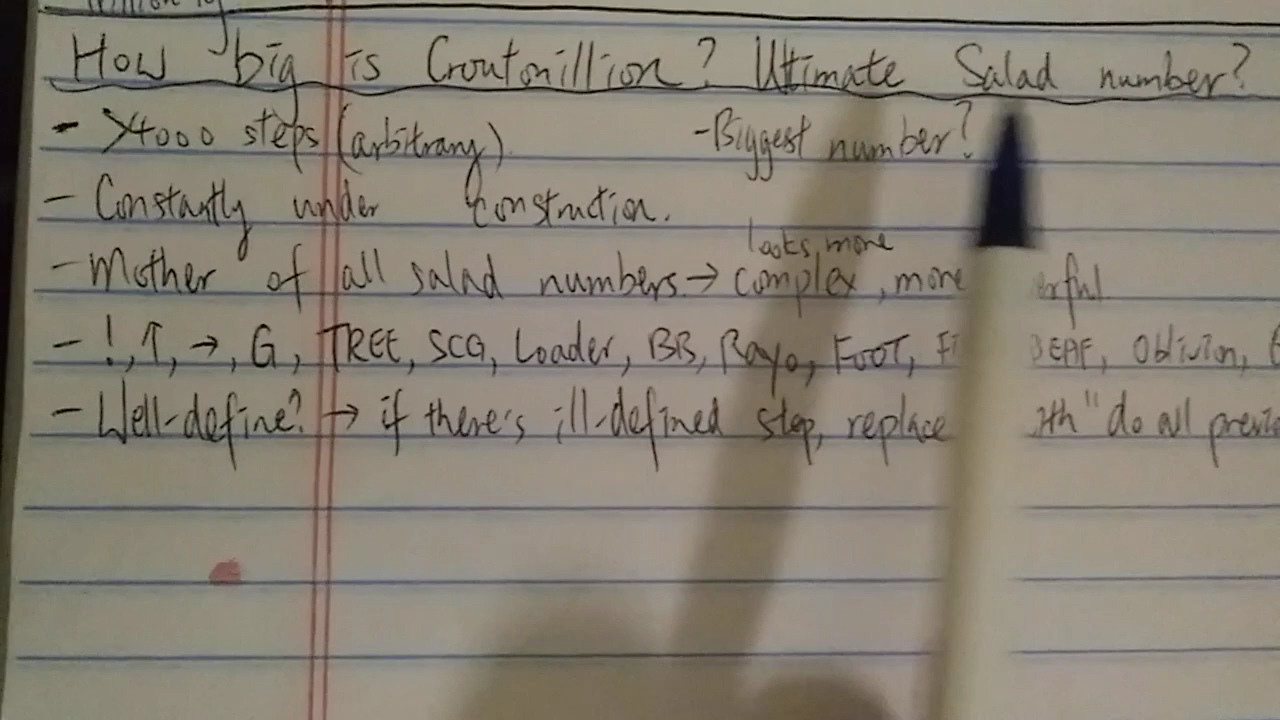 How big is Croutonillion? Ultimate Salad number?
- >4000 steps (arbitrary) -Biggest number?
- Constantly under construction.
looks more
- Mother of all salad numbers → complex, more
- !, ↑, →, G, TREE, SCG, Loader, BB, Rayo, FOOT, BEAF, Oblivion,
- Well-define? → if there's ill-defined step, replace "do all